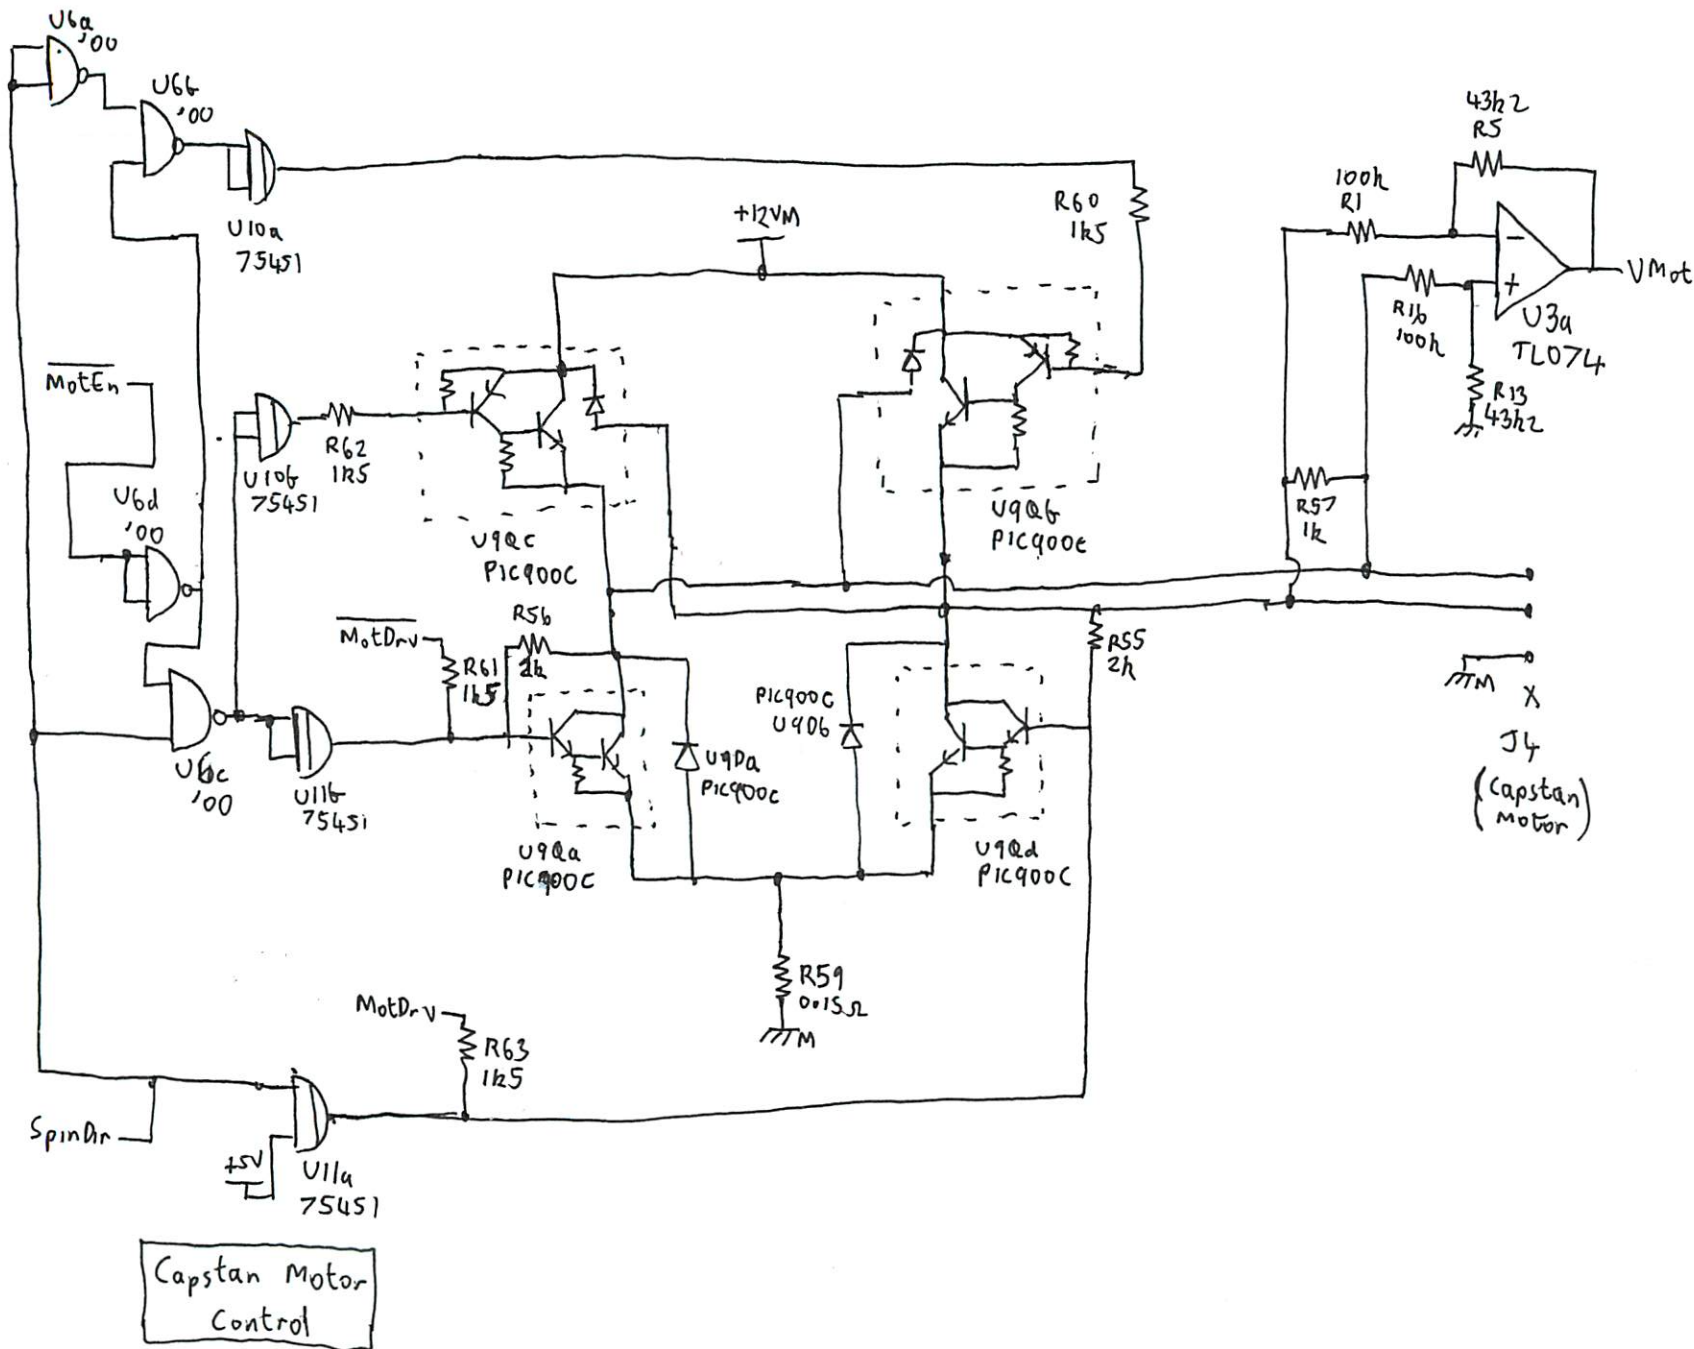 U6a
'00
U6b
'00
U10a
75451
+12VM
R60
1k5
43k2
R5
100k
R1
-
+
VMot
R16
100k
U3a
TL074
R13
43k2
MotEn
U10b
75451
R62
1k5
U9Qc
PIC900C
U9Qb
PIC900C
R57
1k
U6d
'00
MotDrv
R61
1k5
R56
2k
R55
2k
PIC900C
U9Db
U9Da
PIC900C
M
X
J4
(Capstan
Motor)
U6c
'00
U11b
75451
U9Qa
PIC900C
U9Qd
PIC900C
R59
0.15Ω
M
MotDrv
R63
1k5
SpinDir
+5V
U11a
75451
Capstan Motor
Control